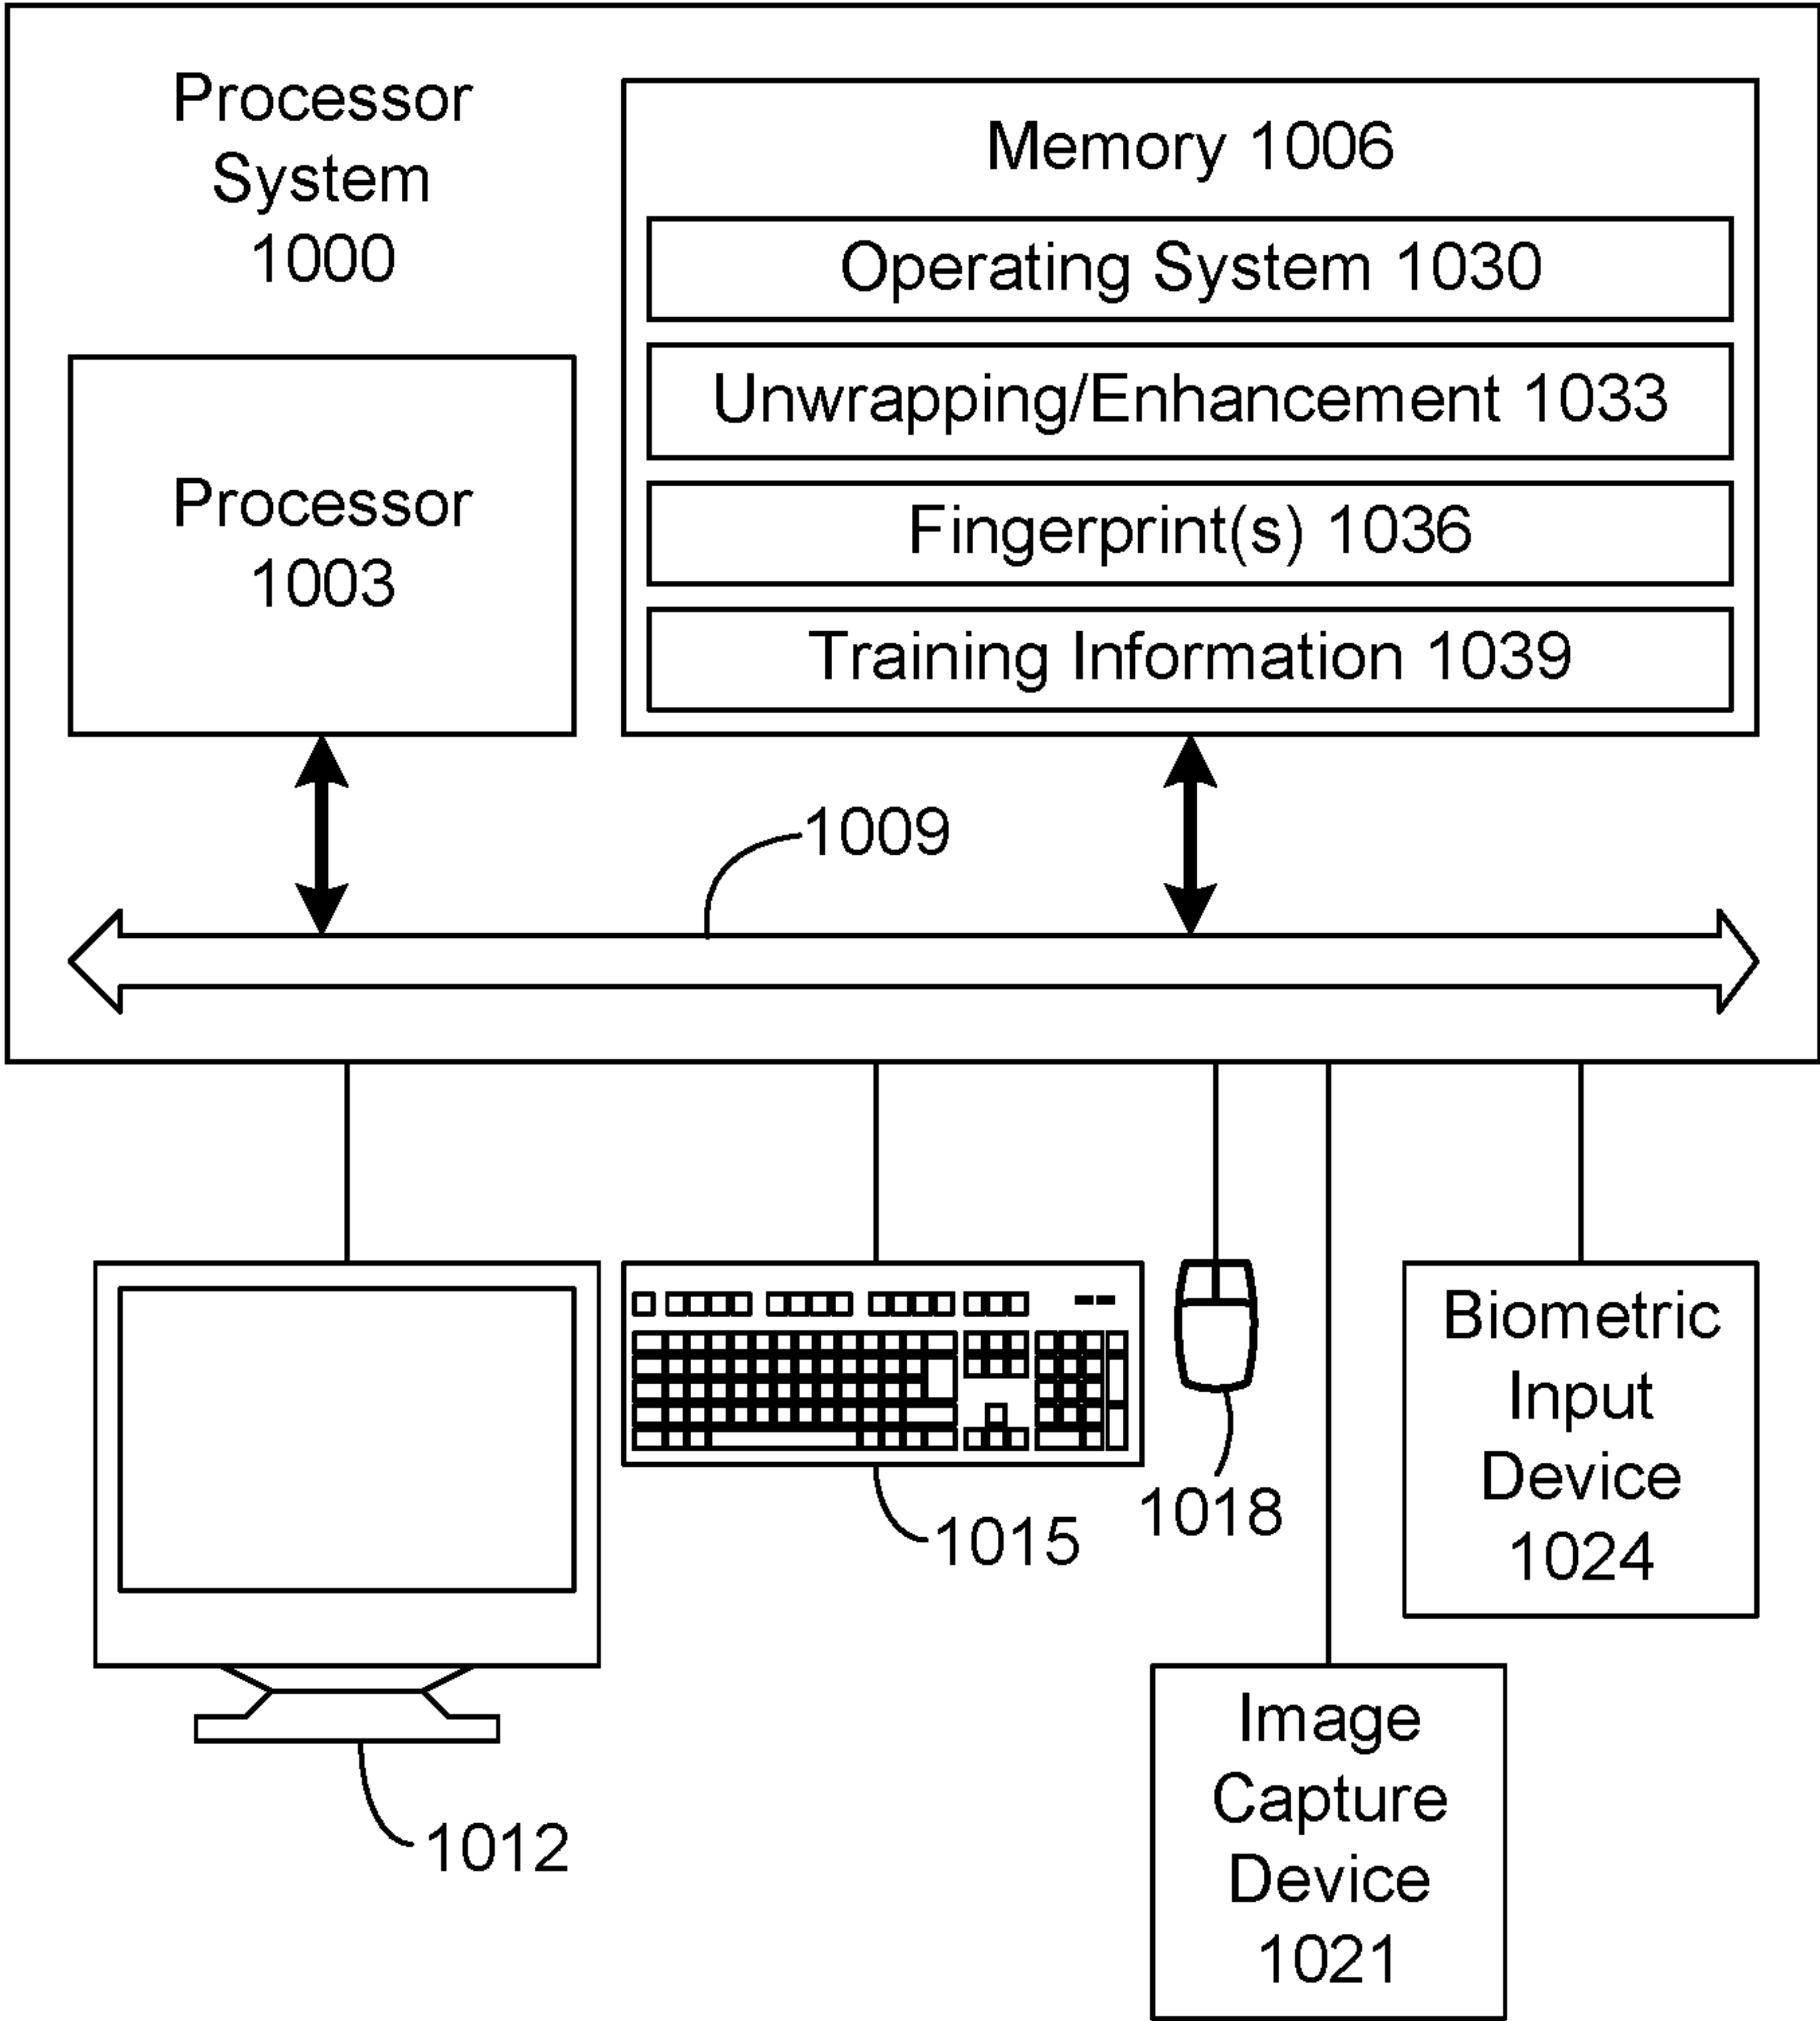 Processor
System
1000
Memory 1006
Operating System 1030
Unwrapping/Enhancement 1033
Fingerprint(s) 1036
Training Information 1039
Processor
1003
1009
Biometric
Input
Device
1024
1018
1015
Image
Capture
Device
1021
1012